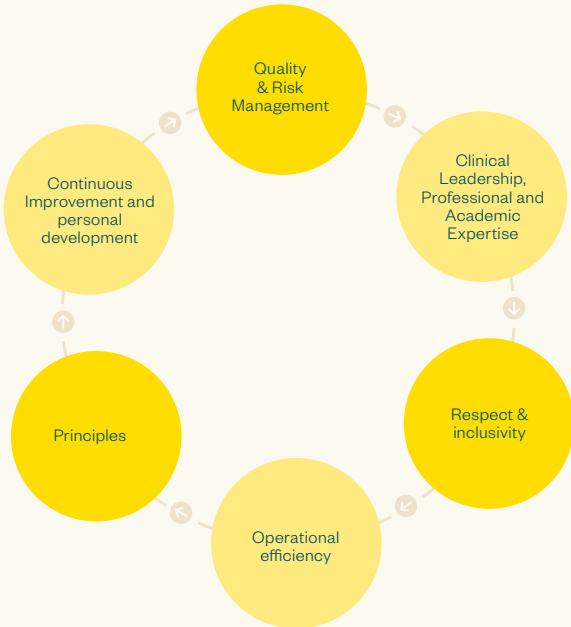 Quality
& Risk
Management
Clinical
Leadership,
Professional and
Academic
Expertise
Respect &
inclusivity
Operational
efficiency
Principles
Continuous
Improvement and
personal
development